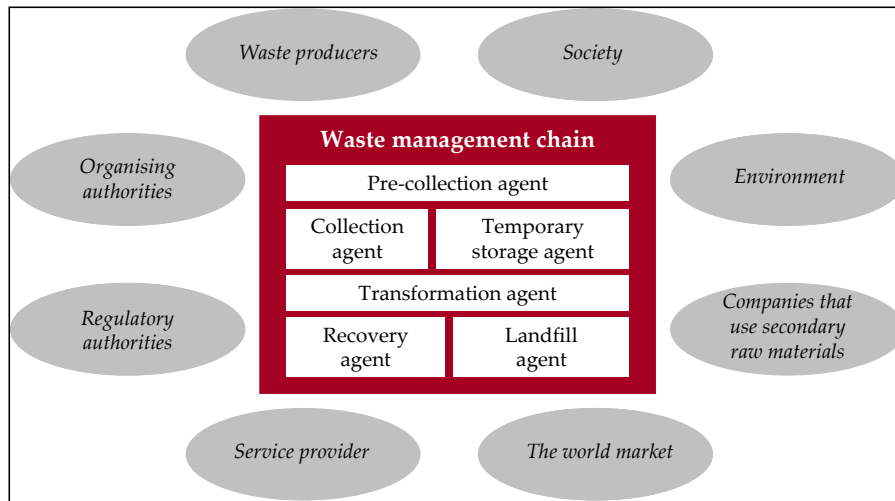 Waste producers
Society
Organising
authorities
Waste management chain
Pre-collection agent
Collection
agent
Temporary
storage agent
Transformation agent
Recovery
agent
Landfill
agent
Environment
Regulatory
authorities
Companies that
use secondary
raw materials
Service provider
The world market